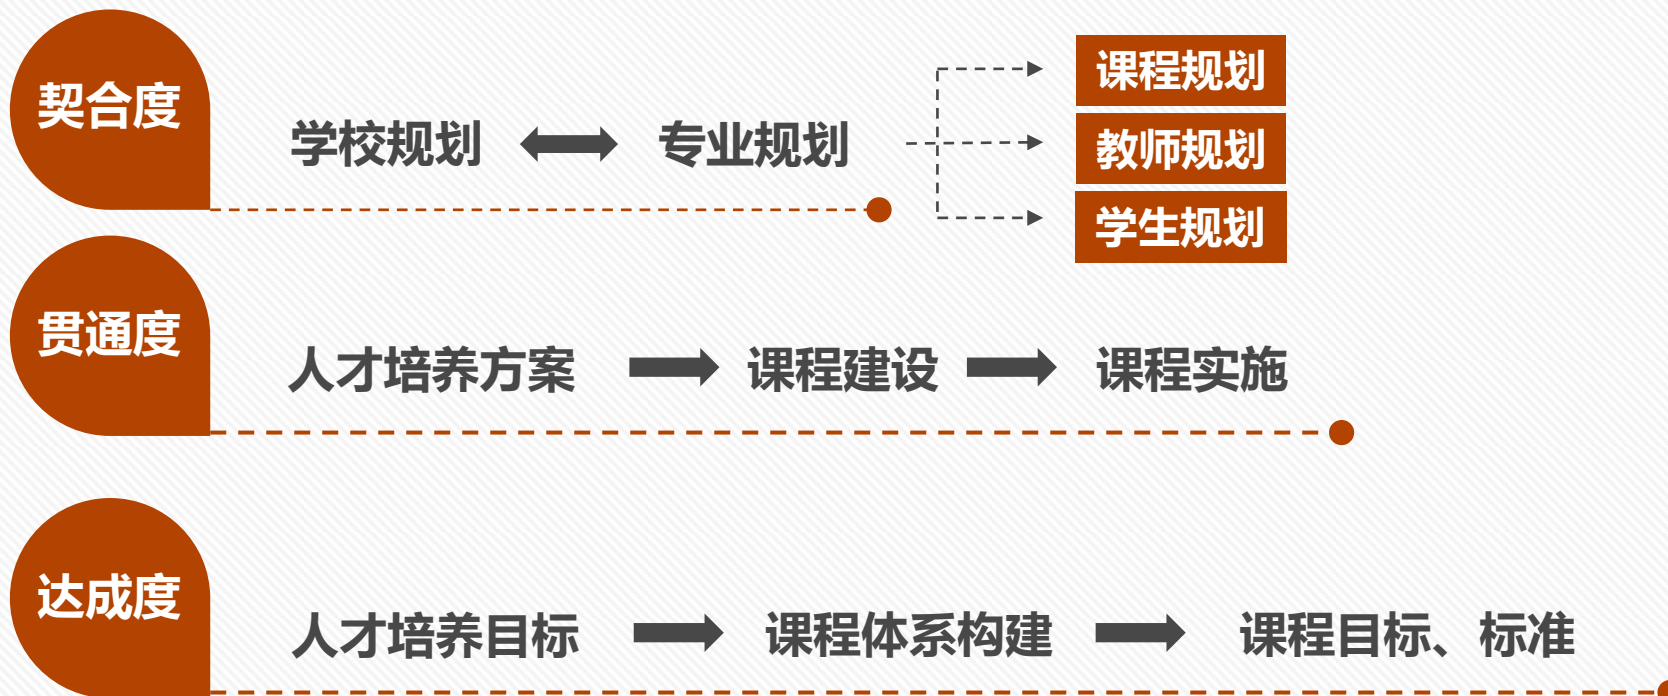 契合度
学校规划
专业规划
课程规划
教师规划
学生规划
贯通度
人才培养方案
课程建设
课程实施
达成度
人才培养目标
课程体系构建
课程目标、标准